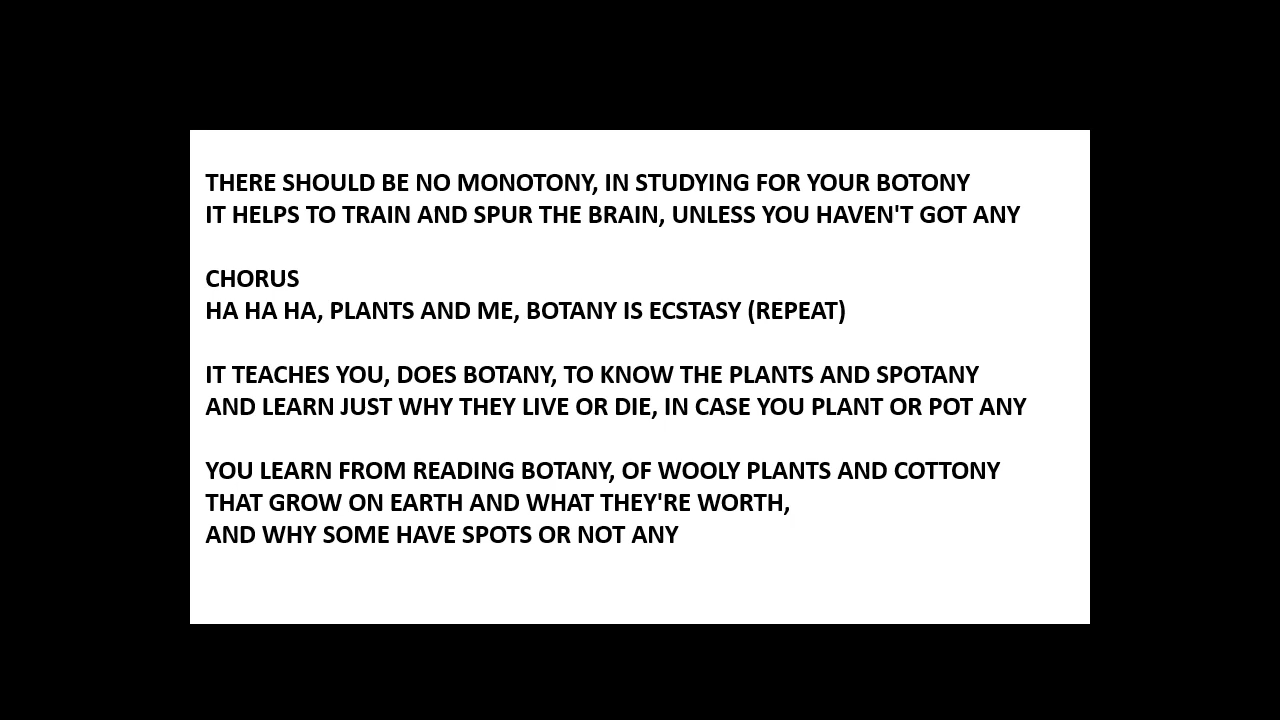 THERE SHOULD BE NO MONOTONY, IN STUDYING FOR YOUR BOTONY
IT HELPS TO TRAIN AND SPUR THE BRAIN, UNLESS YOU HAVEN'T GOT ANY
CHORUS
HA HA HA, PLANTS AND ME, BOTANY IS ECSTASY (REPEAT)
IT TEACHES YOU, DOES BOTANY, TO KNOW THE PLANTS AND SPOTANY
AND LEARN JUST WHY THEY LIVE OR DIE, IN CASE YOU PLANT OR POT ANY
YOU LEARN FROM READING BOTANY, OF WOOLY PLANTS AND COTTONY
THAT GROW ON EARTH AND WHAT THEY'RE WORTH,
AND WHY SOME HAVE SPOTS OR NOT ANY